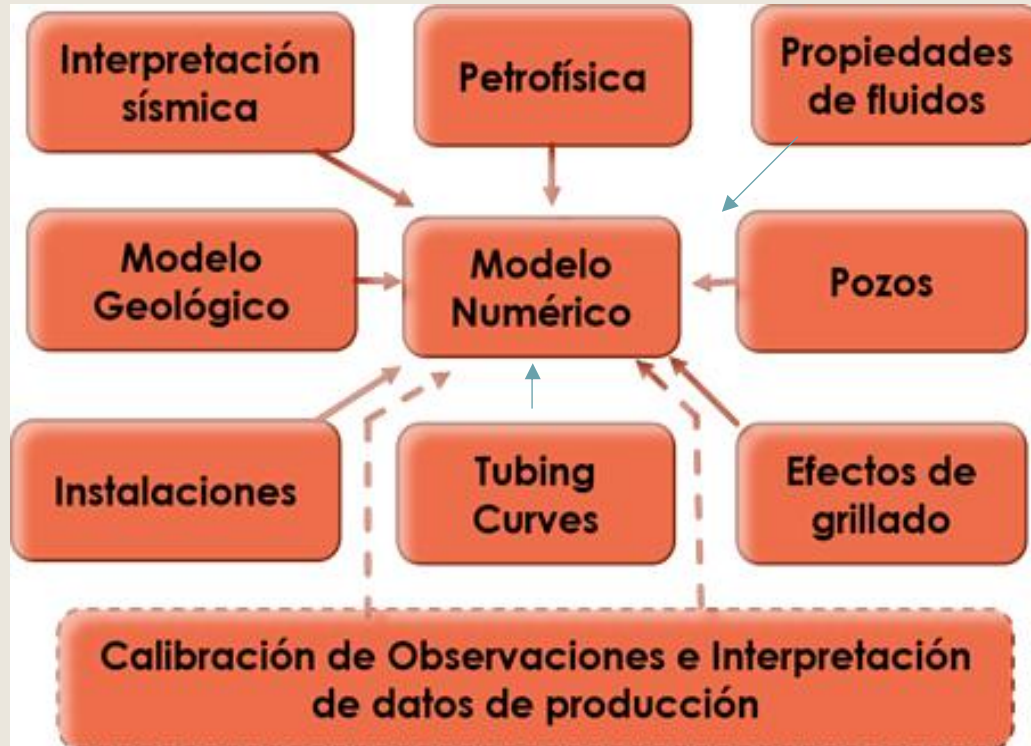 Interpretación
sísmica
Petrofísica
Propiedades
de fluidos
Modelo
Geológico
Modelo
Numérico
Pozos
Instalaciones
Tubing
Curves
Efectos de
grillado
Calibración de Observaciones e Interpretación
de datos de producción